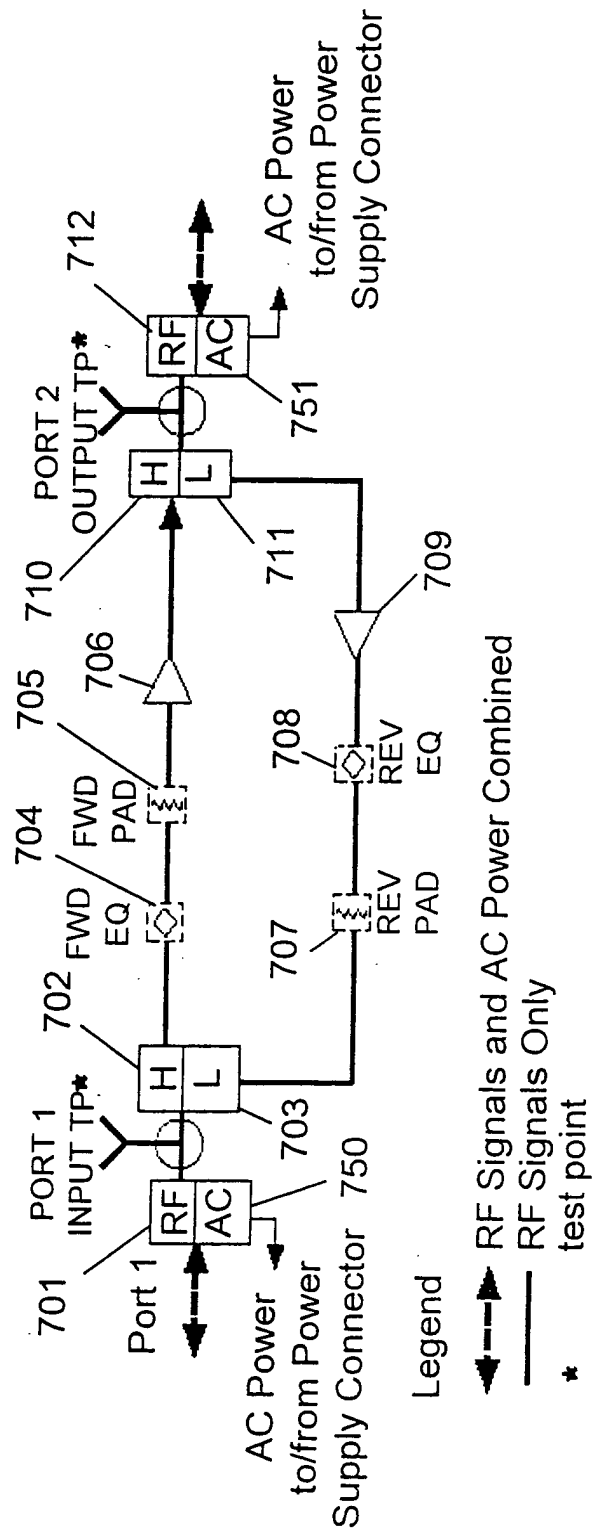 701
Port 1
RF
AC
AC Power
to/from Power
Supply Connector
750
PORT 1
INPUT TP*
702
H
L
703
704
FWD
EQ
705
FWD
PAD
706
707
REV
PAD
708
REV
EQ
709
710
H
L
711
PORT 2
OUTPUT TP*
712
RF
AC
751
AC Power
to/from Power
Supply Connector
Legend
RF Signals and AC Power Combined
RF Signals Only
* test point